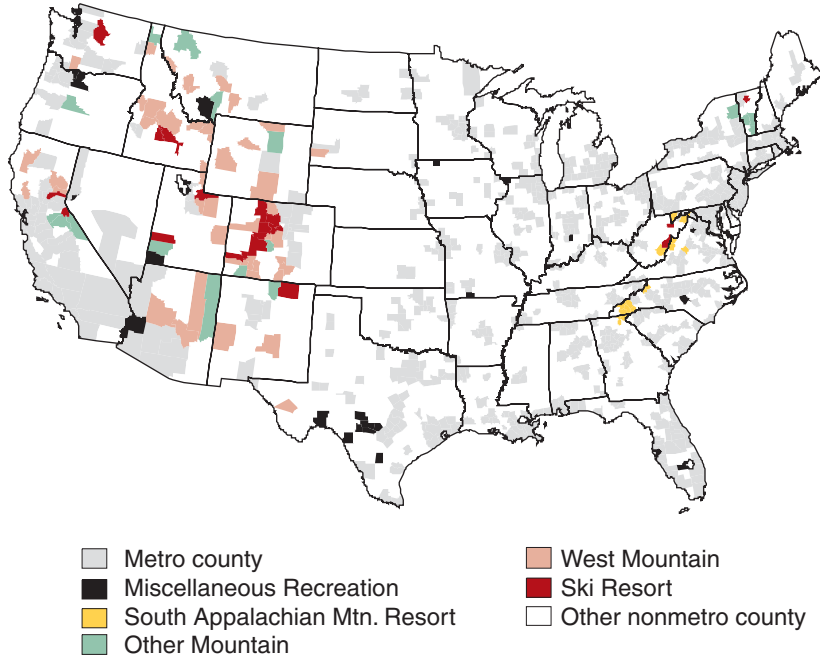 Metro county
Miscellaneous Recreation
South Appalachian Mtn. Resort
Other Mountain
West Mountain
Ski Resort
Other nonmetro county